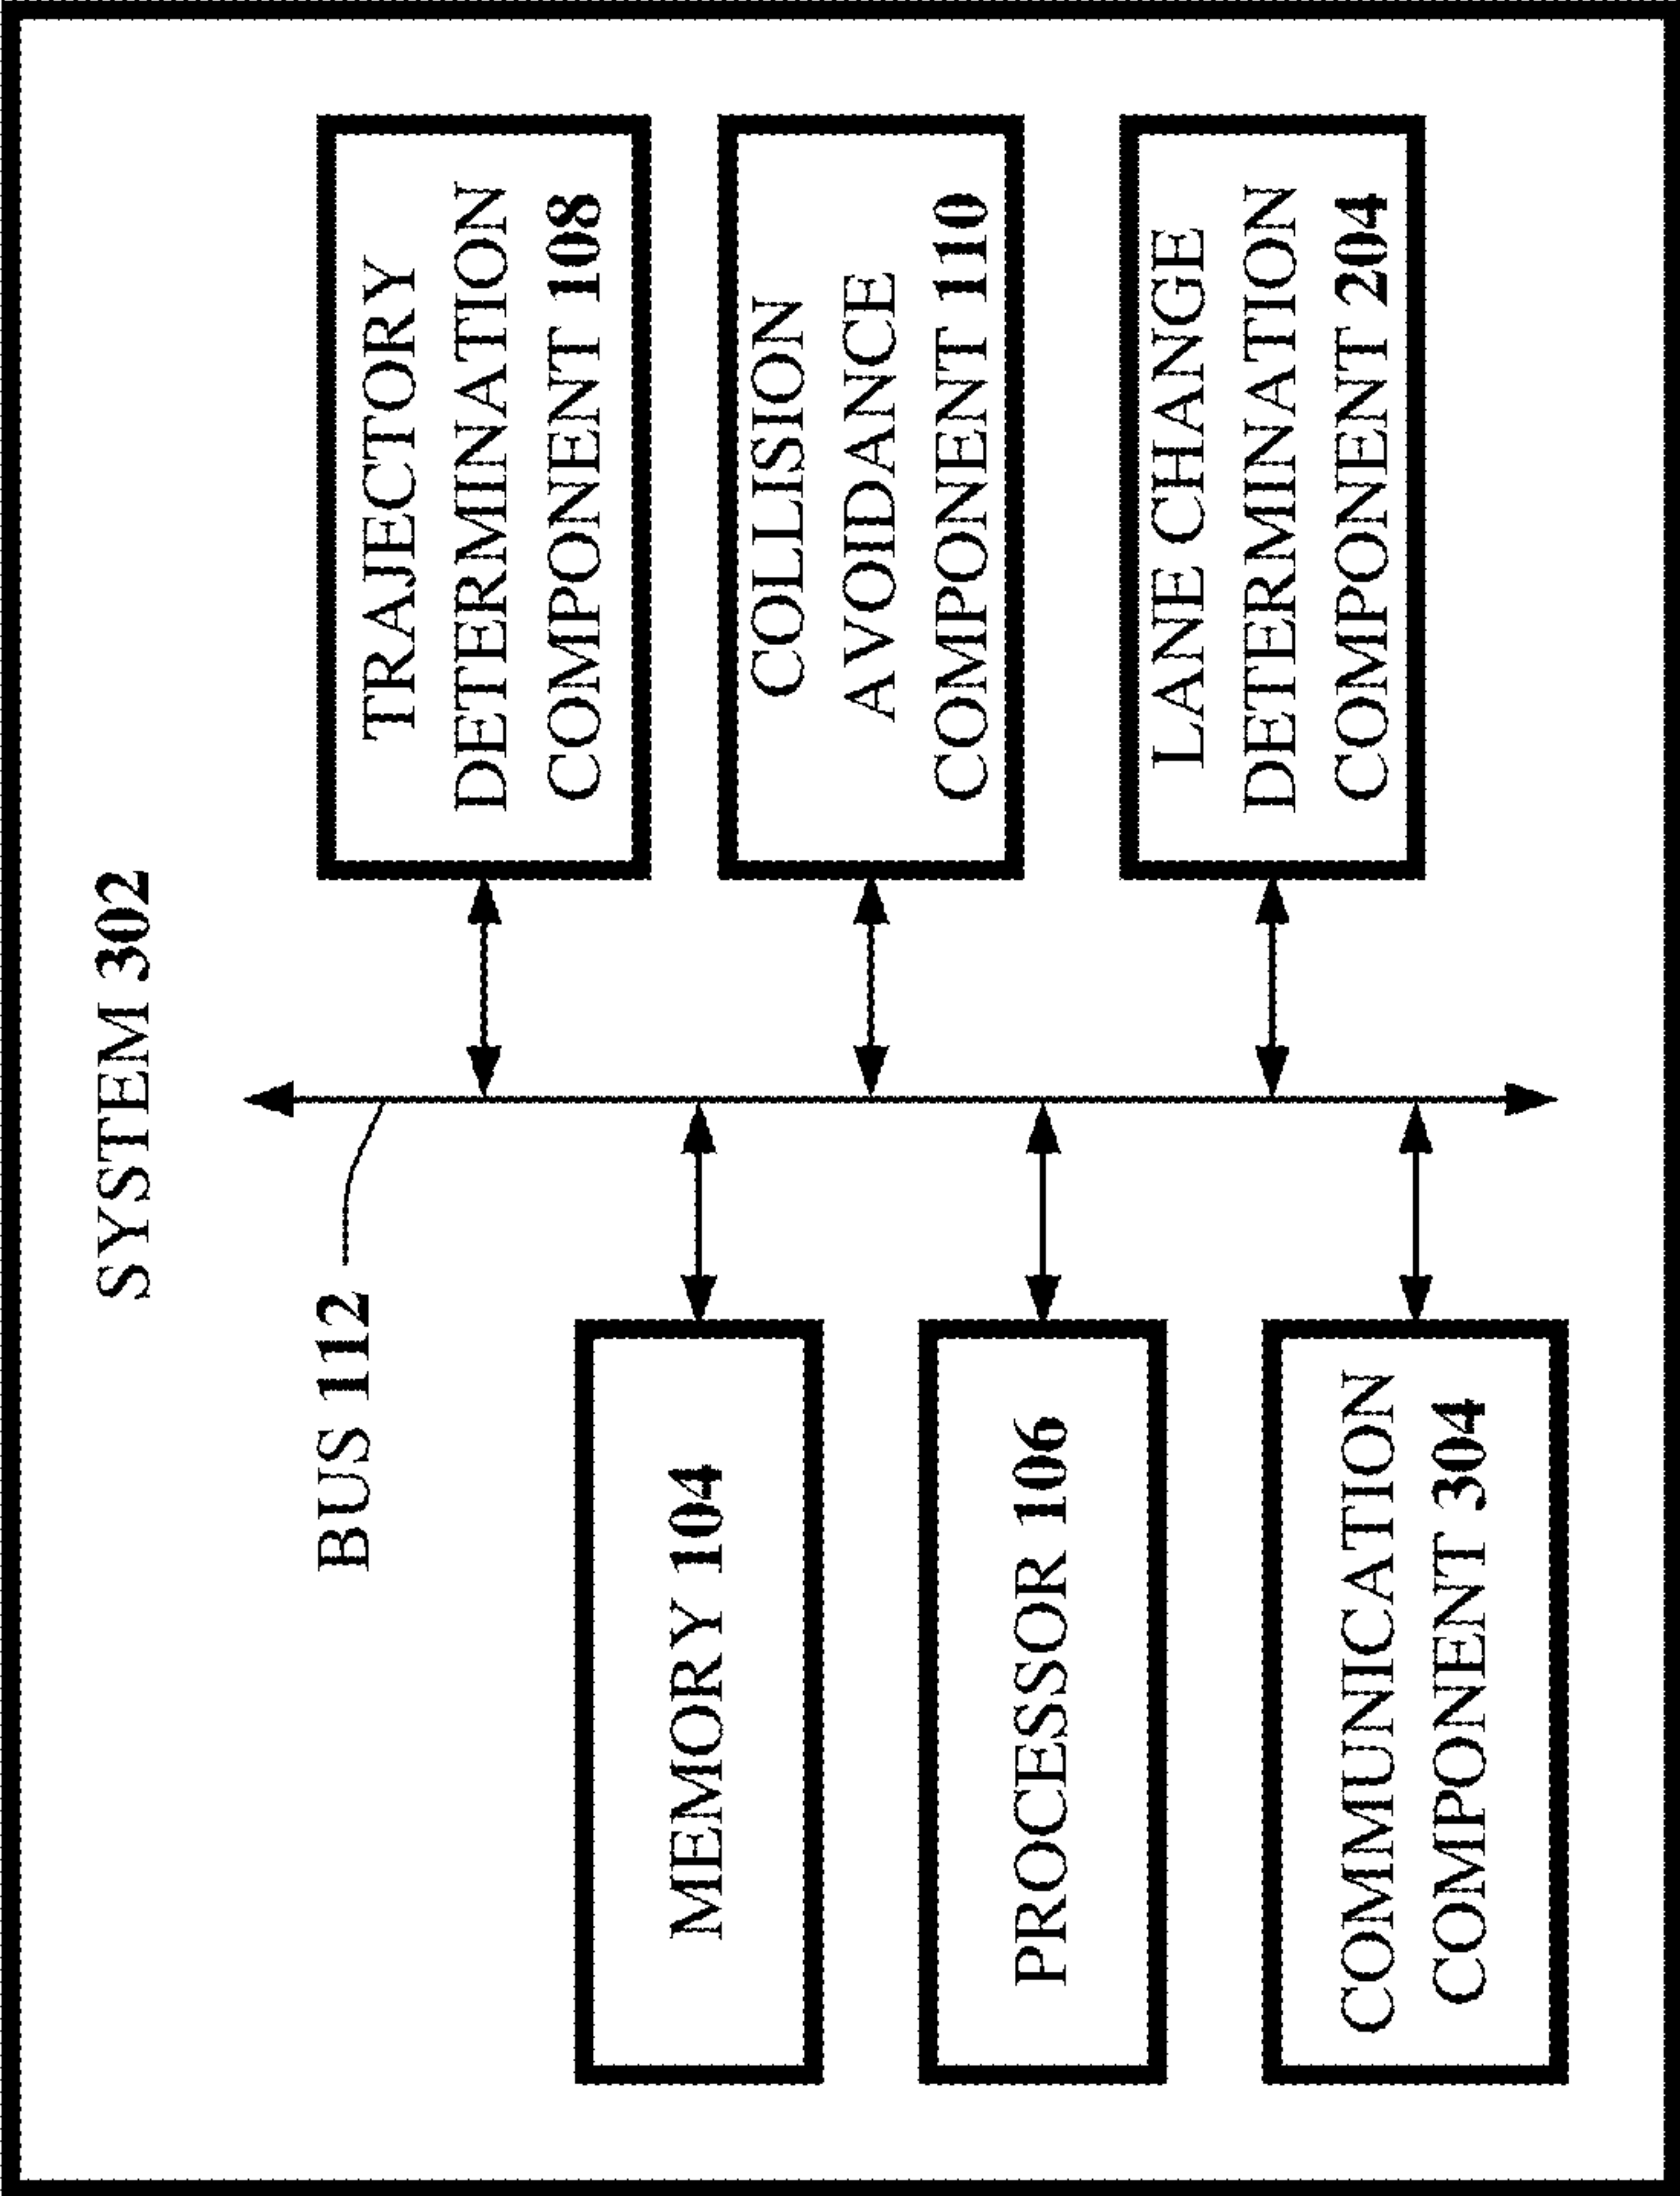 SYSTEM 302
BUS 112
MEMORY 104
PROCESSOR 106
COMMUNICATION
COMPONENT 304
TRAJECTORY
DETERMINATION
COMPONENT 108
COLLISION
AVOIDANCE
COMPONENT 110
LANE CHANGE
DETERMINATION
COMPONENT 204